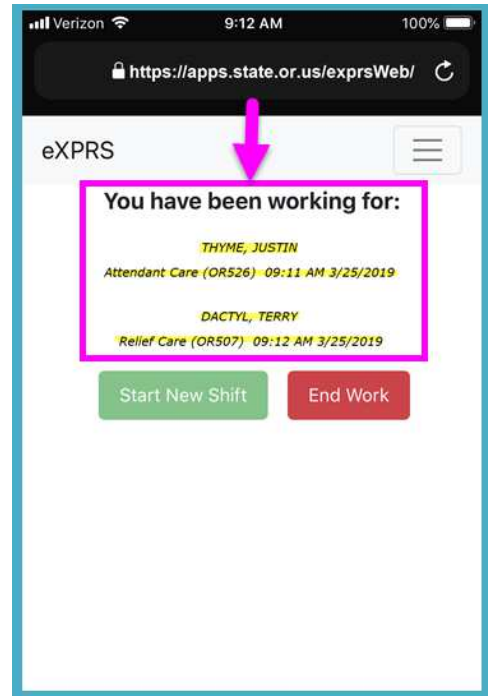 Verizon 9:12 AM 100%
https://apps.state.or.us/exprsWeb/
eXPRS
You have been working for:
THYME, JUSTIN
Attendant Care (OR526) 09:11 AM 3/25/2019
DACTYL, TERRY
Relief Care (OR507) 09:12 AM 3/25/2019
Start New Shift End Work